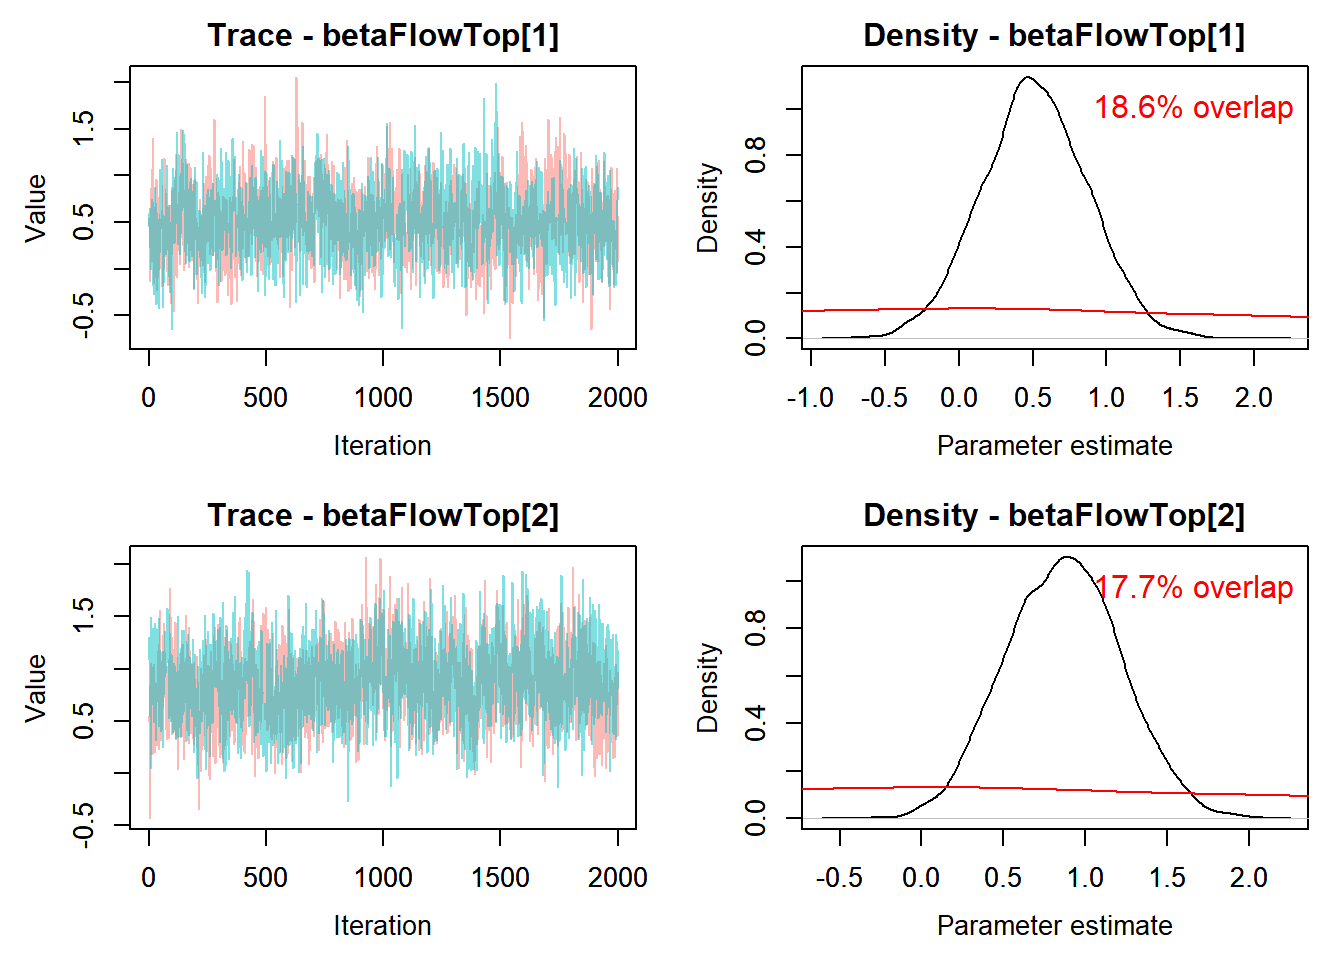 Trace - betaFlowTop[1]
Value
-0.5 0.5 1.5
0 500 1000 1500 2000
Iteration
Density - betaFlowTop[1]
18.6% overlap
Density
0.0 0.4 0.8
-1.0 -0.5 0.0 0.5 1.0 1.5 2.0
Parameter estimate
Trace - betaFlowTop[2]
Value
-0.5 0.5 1.5
0 500 1000 1500 2000
Iteration
Density - betaFlowTop[2]
17.7% overlap
Density
0.0 0.4 0.8
-0.5 0.0 0.5 1.0 1.5 2.0
Parameter estimate